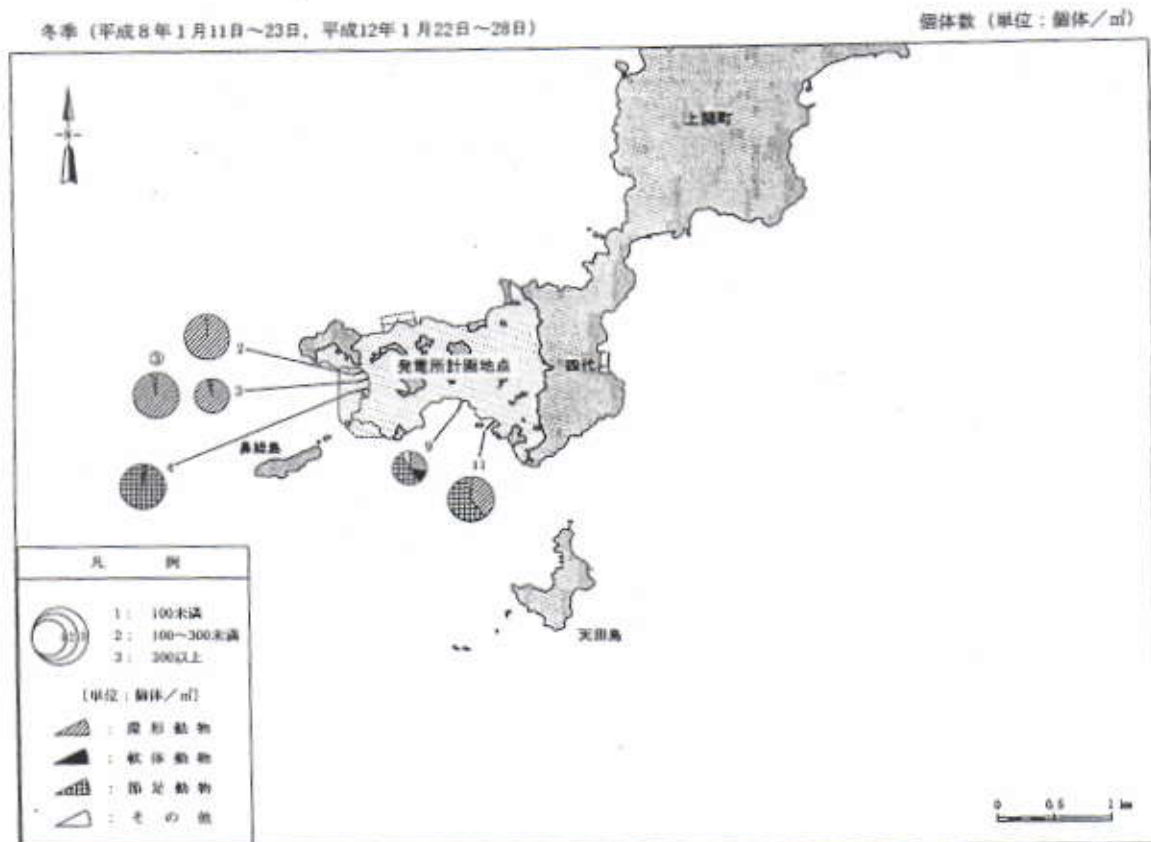 冬季（平成8年1月11日～23日，平成12年1月22日～28日）
個体数（単位：個体／㎡）
N
上関町
発電所計画地点
四代
2
③
3
4
鼻繰島
9
11
天田島
凡 例
1 2 3
1： 100未満
2： 100～300未満
3： 300以上
（単位：個体／㎡）
： 環形動物
： 軟体動物
： 節足動物
： その他
0 0.5 1 km